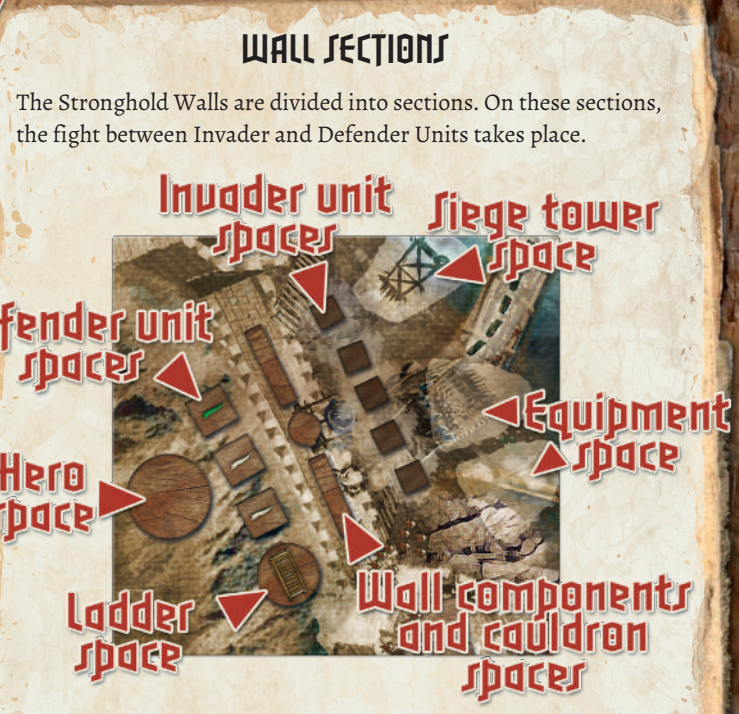 WALL SECTIONS
The Stronghold Walls are divided into sections. On these sections,
the fight between Invader and Defender Units takes place.
Invader unit
spaces
Siege tower
space
fender unit
spaces
Equipment
space
Hero
space
Ladder
space
Wall components
and cauldron
spaces